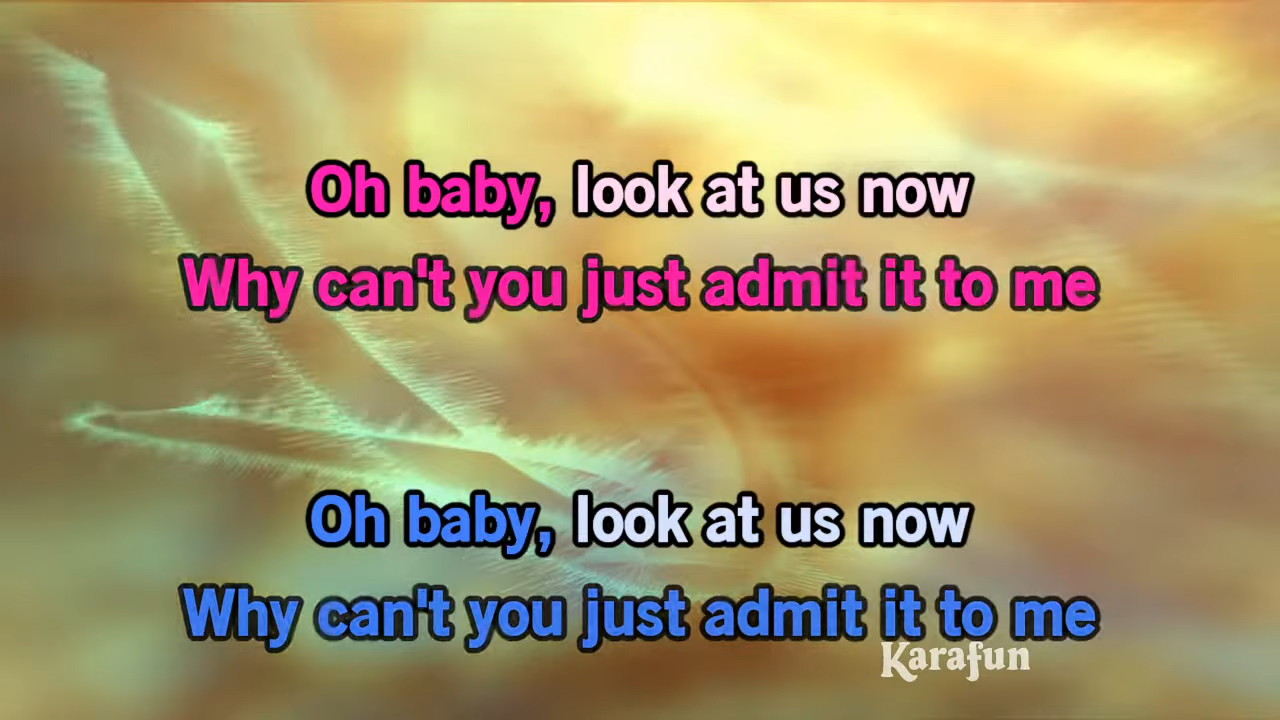 Oh baby, look at us now
Why can't you just admit it to me
Oh baby, look at us now
Why can't you just admit it to me
Karafun